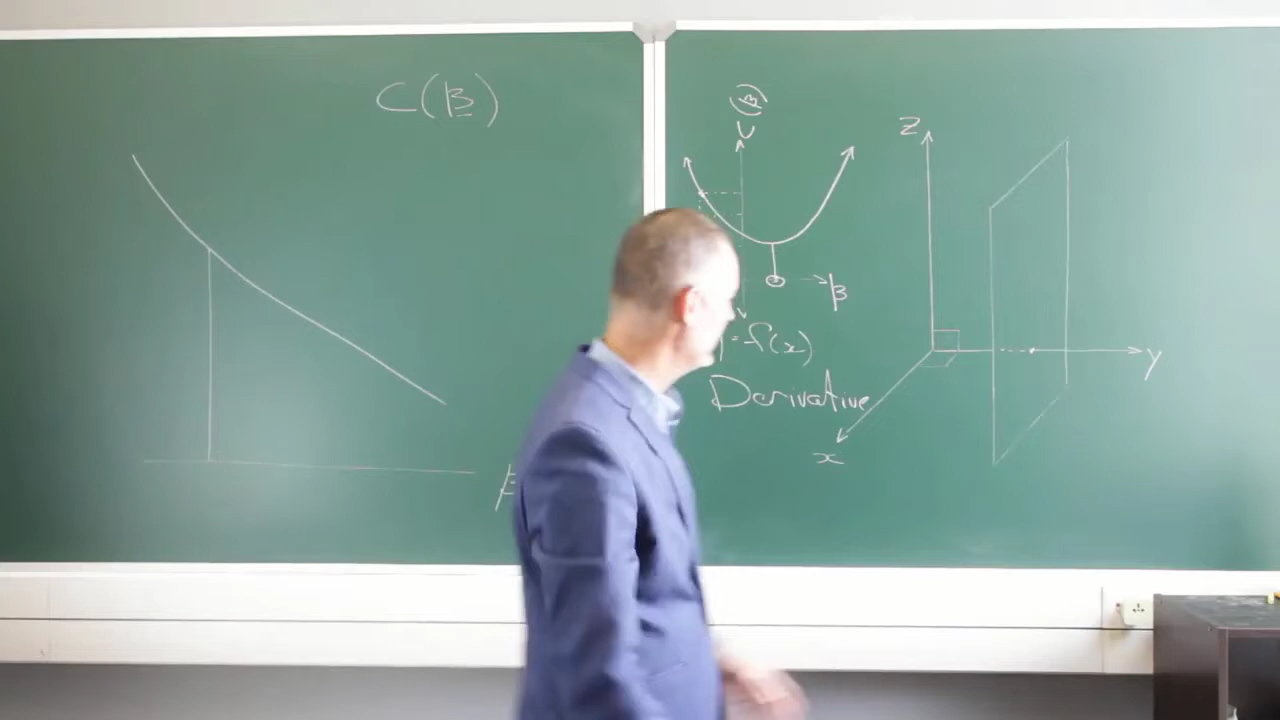 C(β)
β
C(β)
β
=f(x)
Derivative
z
y
x